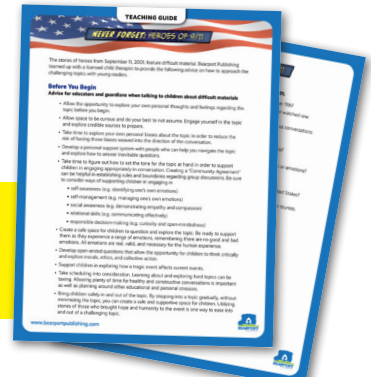 TEACHING GUIDE
NEVER FORGET: HEROES OF 9/11
The stories of heroes from September 11, 2001, feature difficult material. Bearport Publishing
teamed up with a licensed child therapist to provide the following advice on how to approach the
challenging topics with young readers.
Before You Begin
Advice for educators and guardians when talking to children about difficult materials
• Allow the opportunity to explore your own personal thoughts and feelings regarding the
topic before you begin.
• Allow space to be curious and do your best to not assume. Engage yourself in the topic
and explore credible sources to prepare.
• Take time to explore your own personal biases about the topic in order to reduce the
risk of having those biases weaved into the direction of the conversation.
• Develop a personal support system with people who can help you navigate the topic
and explore how to answer inevitable questions.
• Take time to figure out how to set the tone for the topic at hand in order to support
children in engaging appropriately in conversation. Creating a "Community Agreement"
can be helpful in establishing rules and boundaries regarding group discussions. Be sure
to consider ways of supporting children in engaging in
• self-awareness (e.g. identifying one's own emotions)
• self-management (e.g. managing one's own emotions)
• social awareness (e.g. demonstrating empathy and compassion)
• relational skills (e.g. communicating effectively)
• responsible decision-making (e.g. curiosity and open-mindedness)
• Create a safe space for children to question and explore the topic. Be ready to support
them as they experience a range of emotions, remembering there are no good and bad
emotions. All emotions are real, valid, and necessary for the human experience.
• Develop open-ended questions that allow the opportunity for children to think critically
and explore morals, ethics, and collective action.
• Support children in exploring how a tragic event affects current events.
• Take scheduling into consideration. Learning about and exploring hard topics can be
taxing. Allowing plenty of time for healthy and constructive conversations is important
as well as planning around other educational and personal stressors.
• Bring children safely in and out of the topic. By stepping into a topic gradually, without
minimizing the topic, you can create a safe and supportive space for children. Utilizing
stories of those who brought hope and humanity to the event is one way to ease into
and out of a challenging topic.
www.bearportpublishing.com
BEARPORT
9/11
conversations
or emotions?
BEARPORT